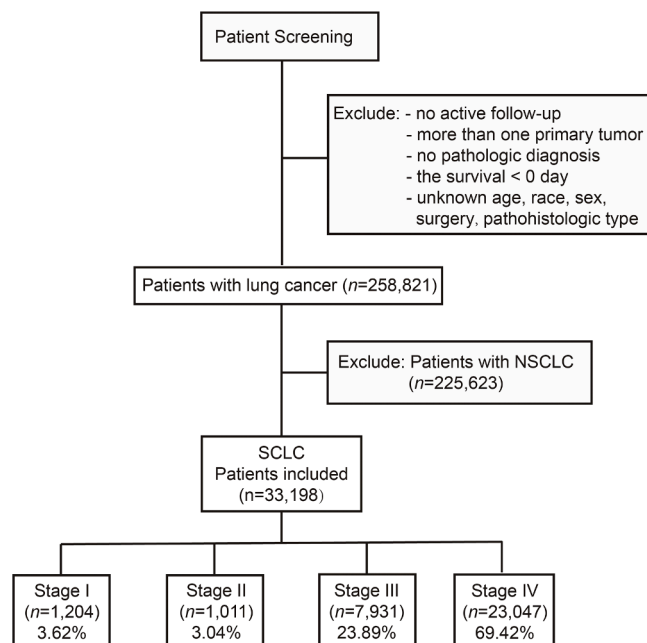 Patient Screening
Exclude: - no active follow-up
- more than one primary tumor
- no pathologic diagnosis
- the survival < 0 day
- unknown age, race, sex,
surgery, pathohistologic type
Patients with lung cancer (n=258,821)
Exclude: Patients with NSCLC
(n=225,623)
SCLC
Patients included
(n=33,198)
Stage I
(n=1,204)
3.62%
Stage II
(n=1,011)
3.04%
Stage III
(n=7,931)
23.89%
Stage IV
(n=23,047)
69.42%